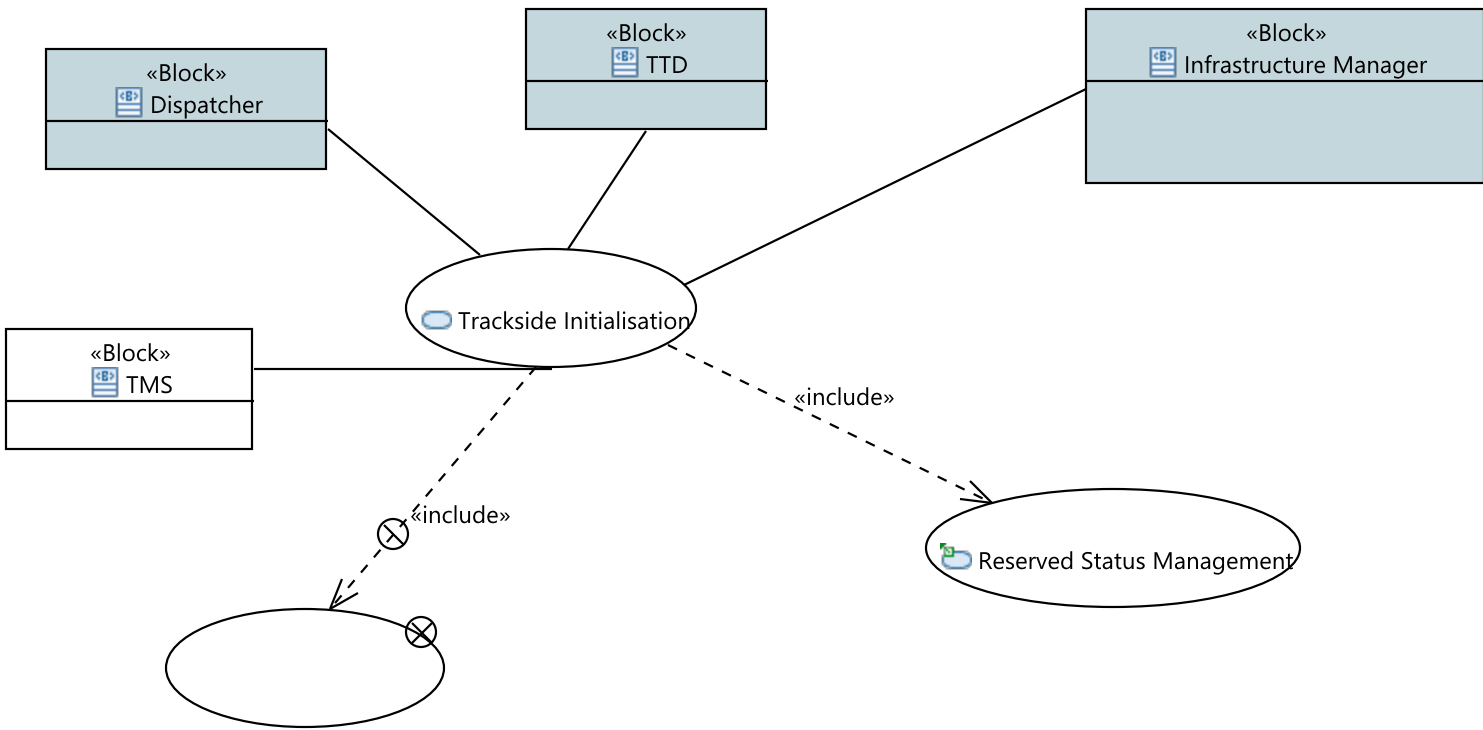 «Block»
Dispatcher
«Block»
TTD
«Block»
Infrastructure Manager
Trackside Initialisation
«Block»
TMS
«include»
«include»
Reserved Status Management